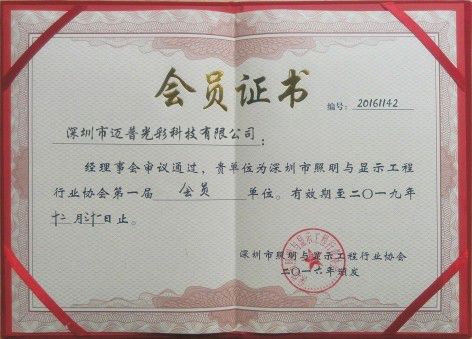 会员证书
编号：20161142
深圳市迈普光彩科技有限公司：
经理事会审议通过，贵单位为深圳市照明与显示工程
行业协会第一届会员单位。有效期至二〇一九年
十二月三十一日止。
深圳市照明与显示工程行业协会
二〇一六年颁发